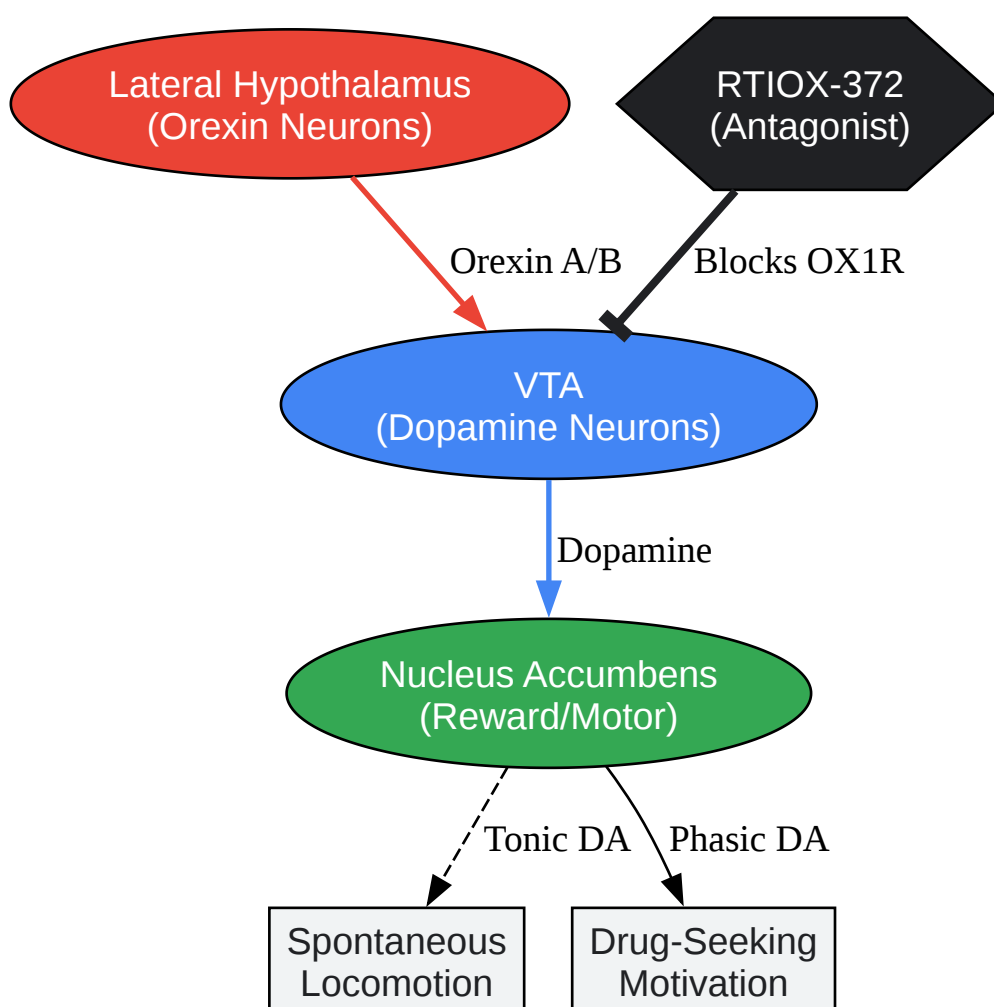 Lateral Hypothalamus
(Orexin Neurons)
RTIOX-372
(Antagonist)
Orexin A/B
Blocks OX1R
VTA
(Dopamine Neurons)
Dopamine
Nucleus Accumbens
(Reward/Motor)
Tonic DA
Phasic DA
Spontaneous
Locomotion
Drug-Seeking
Motivation